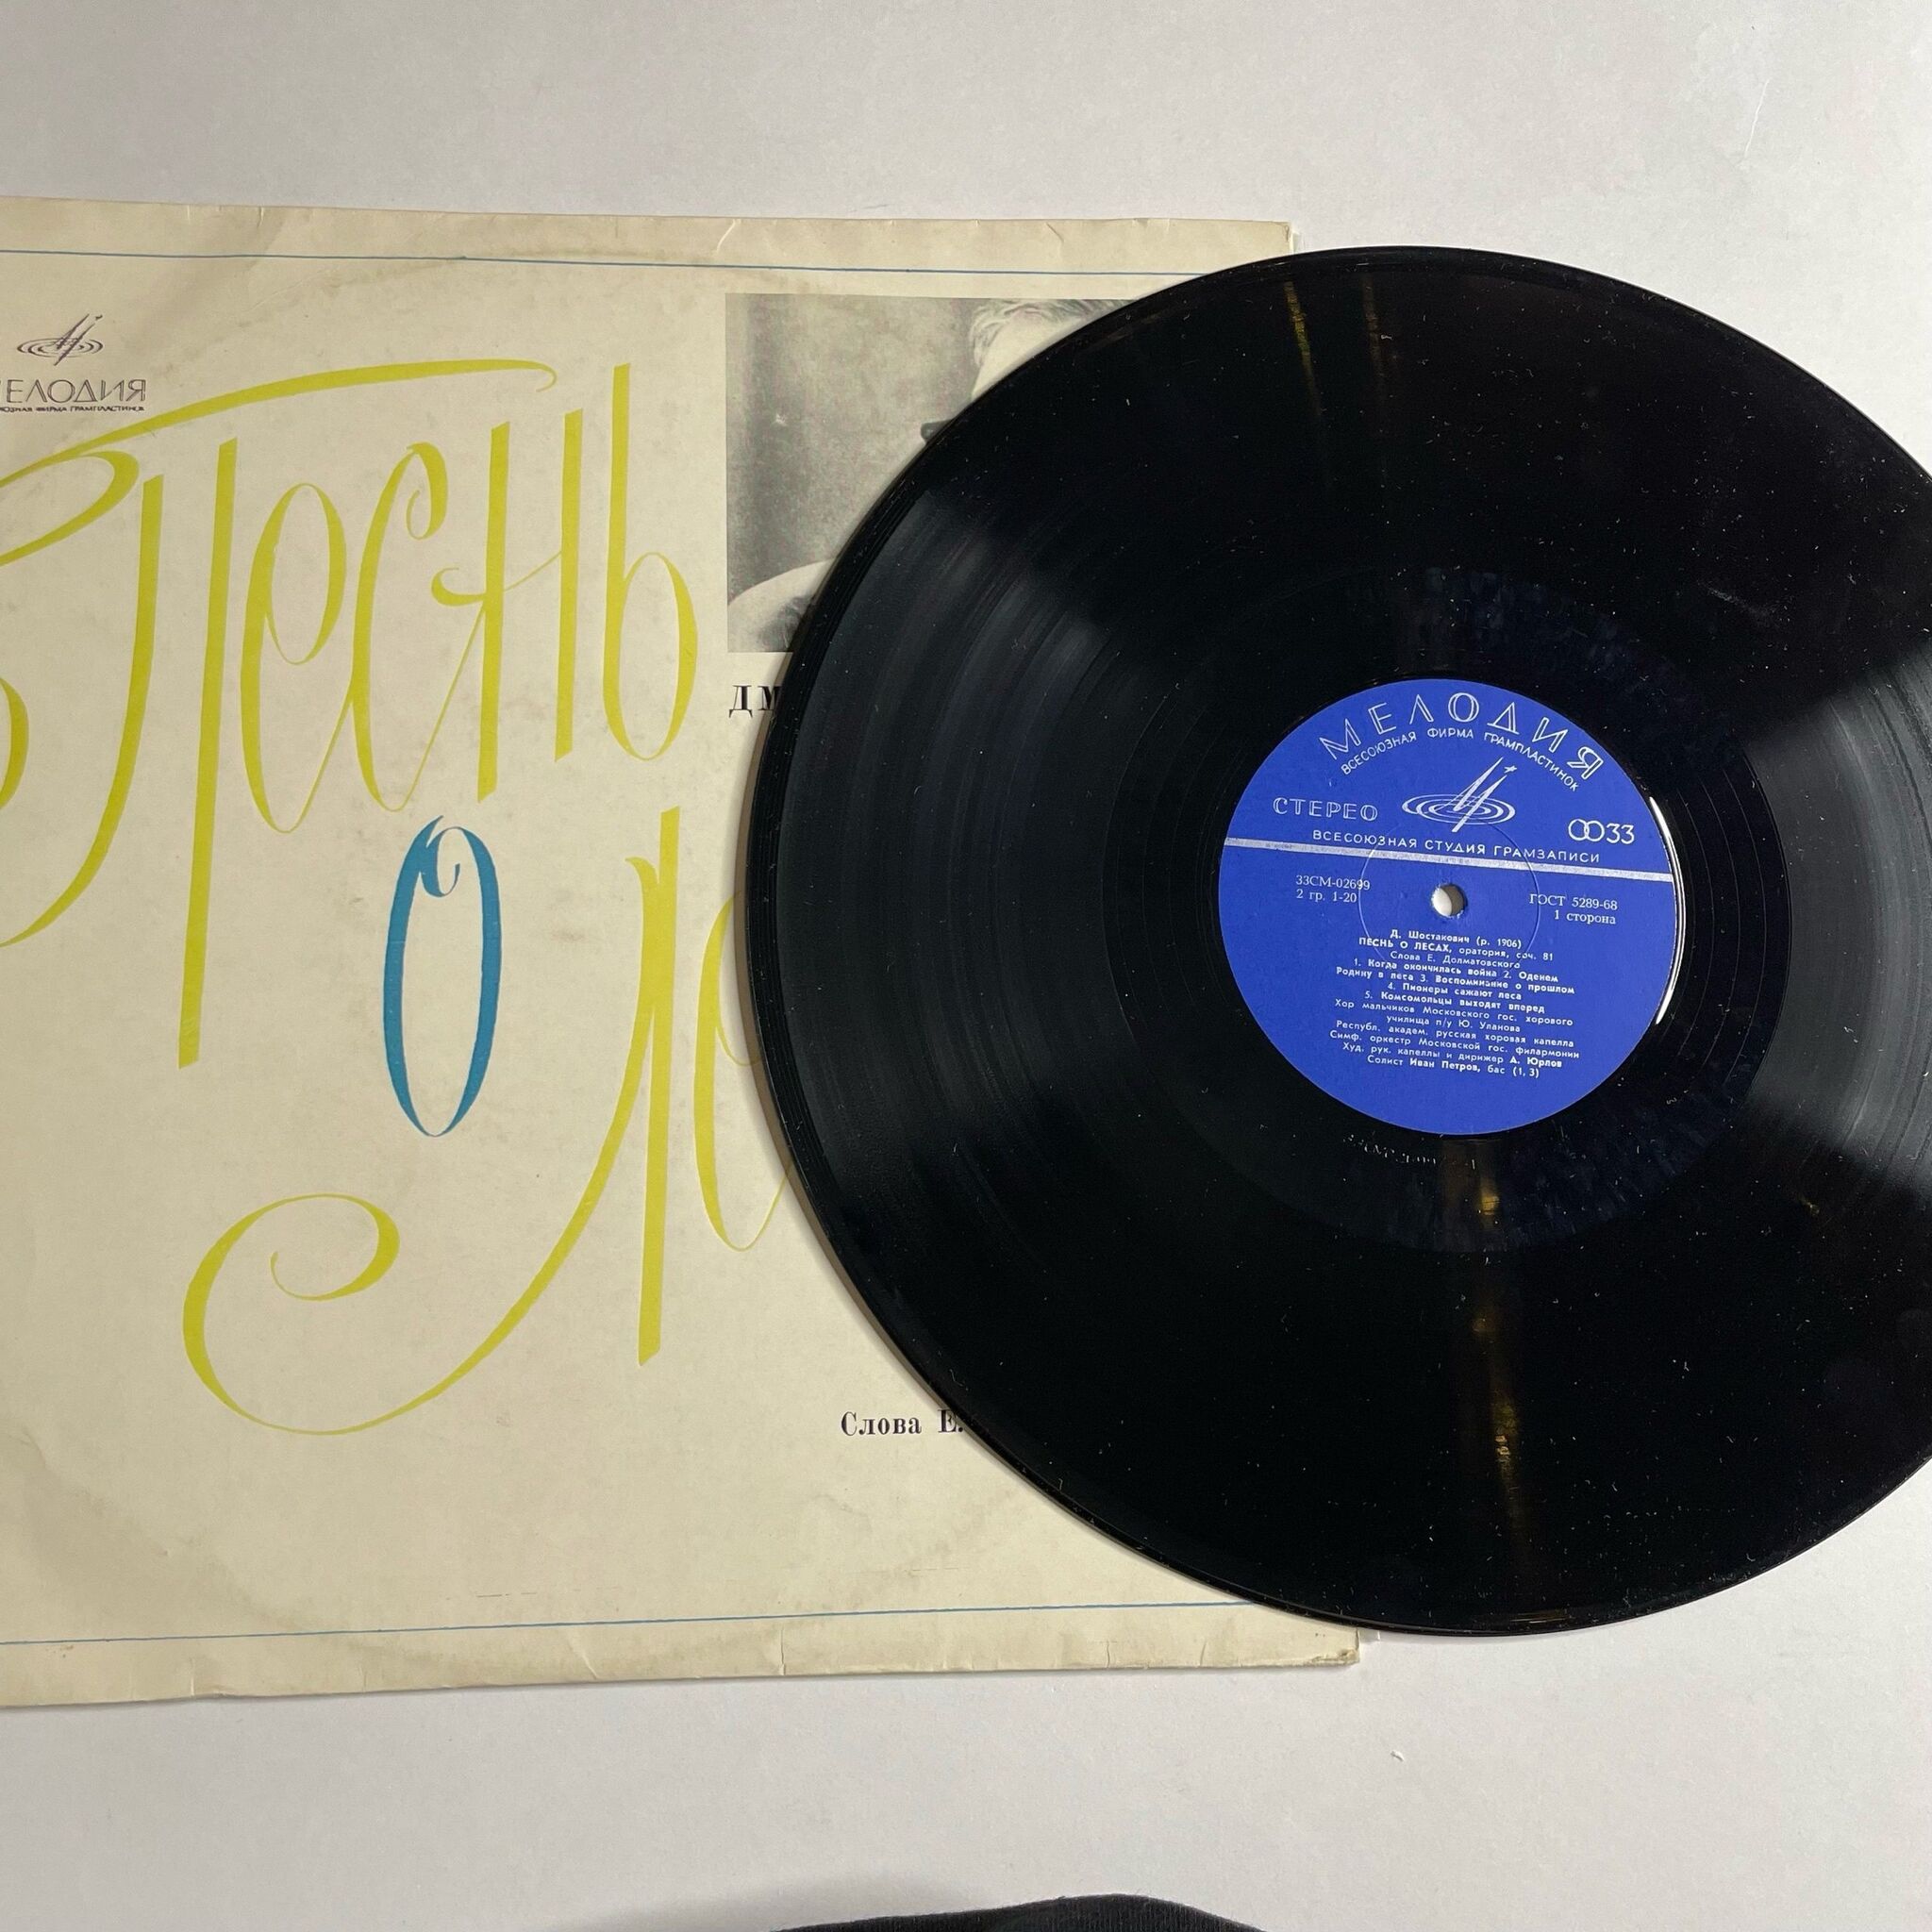 ЕЛОДИЯ
ФИРМА ГРАМПЛАСТИНОК
Песнь
о
Ле
ДМ
Слова Е.
МЕЛОДИЯ
ВСЕСОЮЗНАЯ ФИРМА ГРАМПЛАСТИНОК
СТЕРЕО
33
ВСЕСОЮЗНАЯ СТУДИЯ ГРАМЗАПИСИ
33СМ-02699
2 гр. 1-20
ГОСТ 5289-68
1 сторона
Д. Шостакович (р. 1906)
ПЕСНЬ О ЛЕСАХ, оратория, соч. 81
Слова Е. Долматовского
1. Когда окончилась война 2. Оденем
Родину в леса 3. Воспоминание о прошлом
4. Пионеры сажают леса
5. Комсомольцы выходят вперед
Хор мальчиков Московского гос. хорового
училища п/у Ю. Уланова
Республ. академ. русская хоровая капелла
Симф. оркестр Московской гос. филармонии
Худ. рук. капеллы и дирижер А. Юрлов
Солист Иван Петров, бас (1, 3)